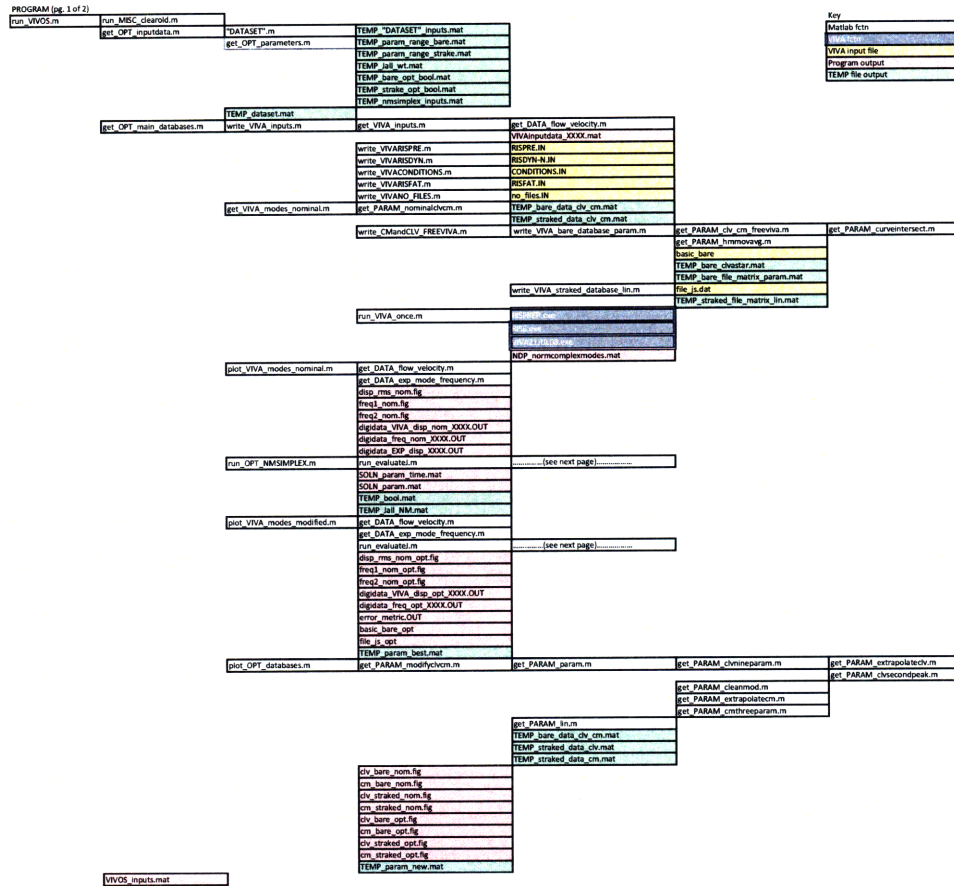 PROGRAM (pg. 1 of 2)
run_VIVOS.m run_MISC_clearoid.m
get_OPT_inputdata.m "DATASET".m TEMP_"DATASET"_inputs.mat
get_OPT_parameters.m TEMP_param_range_bare.mat
TEMP_param_range_strake.mat
TEMP_Jall_wt.mat
TEMP_bare_opt_bool.mat
TEMP_strake_opt_bool.mat
TEMP_nmsimplex_inputs.mat
TEMP_dataset.mat
Key
Matlab fctn
VIVA fctn
VIVA input file
Program output
TEMP file output
get_OPT_main_databases.m write_VIVA_inputs.m get_VIVA_inputs.m get_DATA_flow_velocity.m
VIVAinputdata_XXXX.mat
write_VIVARISPRE.m RISPRE.IN
write_VIVARISDYN.m RISDYN-N.IN
write_VIVACONDITIONS.m CONDITIONS.IN
write_VIVARISFAT.m RISFAT.IN
write_VIVANO_FILES.m no_files.IN
get_VIVA_modes_nominal.m get_PARAM_nominalclvcm.m TEMP_bare_data_clv_cm.mat
TEMP_straked_data_clv_cm.mat
write_CMandCLV_FREEVIVA.m write_VIVA_bare_database_param.m get_PARAM_clv_cm_freeviva.m get_PARAM_curveintersect.m
get_PARAM_hmmovavg.m
basic_bare
TEMP_bare_clvastar.mat
TEMP_bare_file_matrix_param.mat
write_VIVA_straked_database_lin.m file_js.dat
TEMP_straked_file_matrix_lin.mat
run_VIVA_once.m
NDP_normcomplexmodes.mat
plot_VIVA_modes_nominal.m get_DATA_flow_velocity.m
get_DATA_exp_mode_frequency.m
disp_rms_nom.fig
freq1_nom.fig
freq2_nom.fig
digidata_VIVA_disp_nom_XXXX.OUT
digidata_freq_nom_XXXX.OUT
digidata_EXP_disp_XXXX.OUT
run_OPT_NMSIMPLEX.m run_evaluateJ.m ..............(see next page)................
SOLN_param_time.mat
SOLN_param.mat
TEMP_bool.mat
TEMP_Jall_NM.mat
plot_VIVA_modes_modified.m get_DATA_flow_velocity.m
get_DATA_exp_mode_frequency.m
run_evaluateJ.m ..............(see next page)................
disp_rms_nom_opt.fig
freq1_nom_opt.fig
freq2_nom_opt.fig
digidata_VIVA_disp_opt_XXXX.OUT
digidata_freq_opt_XXXX.OUT
error_metric.OUT
basic_bare_opt
file_js_opt
TEMP_param_best.mat
plot_OPT_databases.m get_PARAM_modifyclvcm.m get_PARAM_param.m get_PARAM_clvnineparam.m get_PARAM_extrapolateclv.m
get_PARAM_clvsecondpeak.m
get_PARAM_cleanmod.m
get_PARAM_extrapolatecm.m
get_PARAM_cmthreeparam.m
get_PARAM_lin.m
TEMP_bare_data_clv_cm.mat
TEMP_straked_data_clv.mat
TEMP_straked_data_cm.mat
clv_bare_nom.fig
cm_bare_nom.fig
clv_straked_nom.fig
cm_straked_nom.fig
clv_bare_opt.fig
cm_bare_opt.fig
clv_straked_opt.fig
cm_straked_opt.fig
TEMP_param_new.mat
VIVOS_inputs.mat